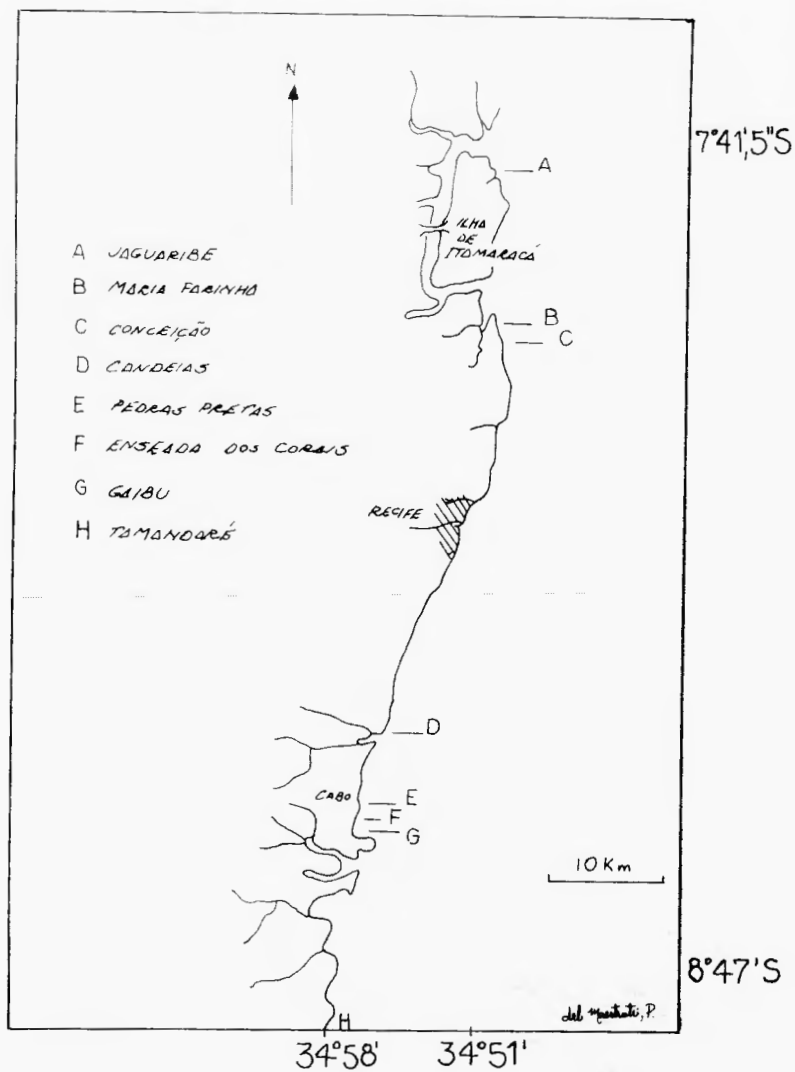 N
7°41,5"S
A
ILHA
DE
ITAMARACÁ
A JAGUARIBE
B MARIA FARINHA
C CONCEIÇÃO
D CANDEIAS
E PEDRAS PRETAS
F ENSEADA DOS CORAIS
G GAIBU
H TAMANDARÉ
B
C
RECIFE
D
CABO
E
F
G
10 Km
8°47'S
del
H
34°58' 34°51'